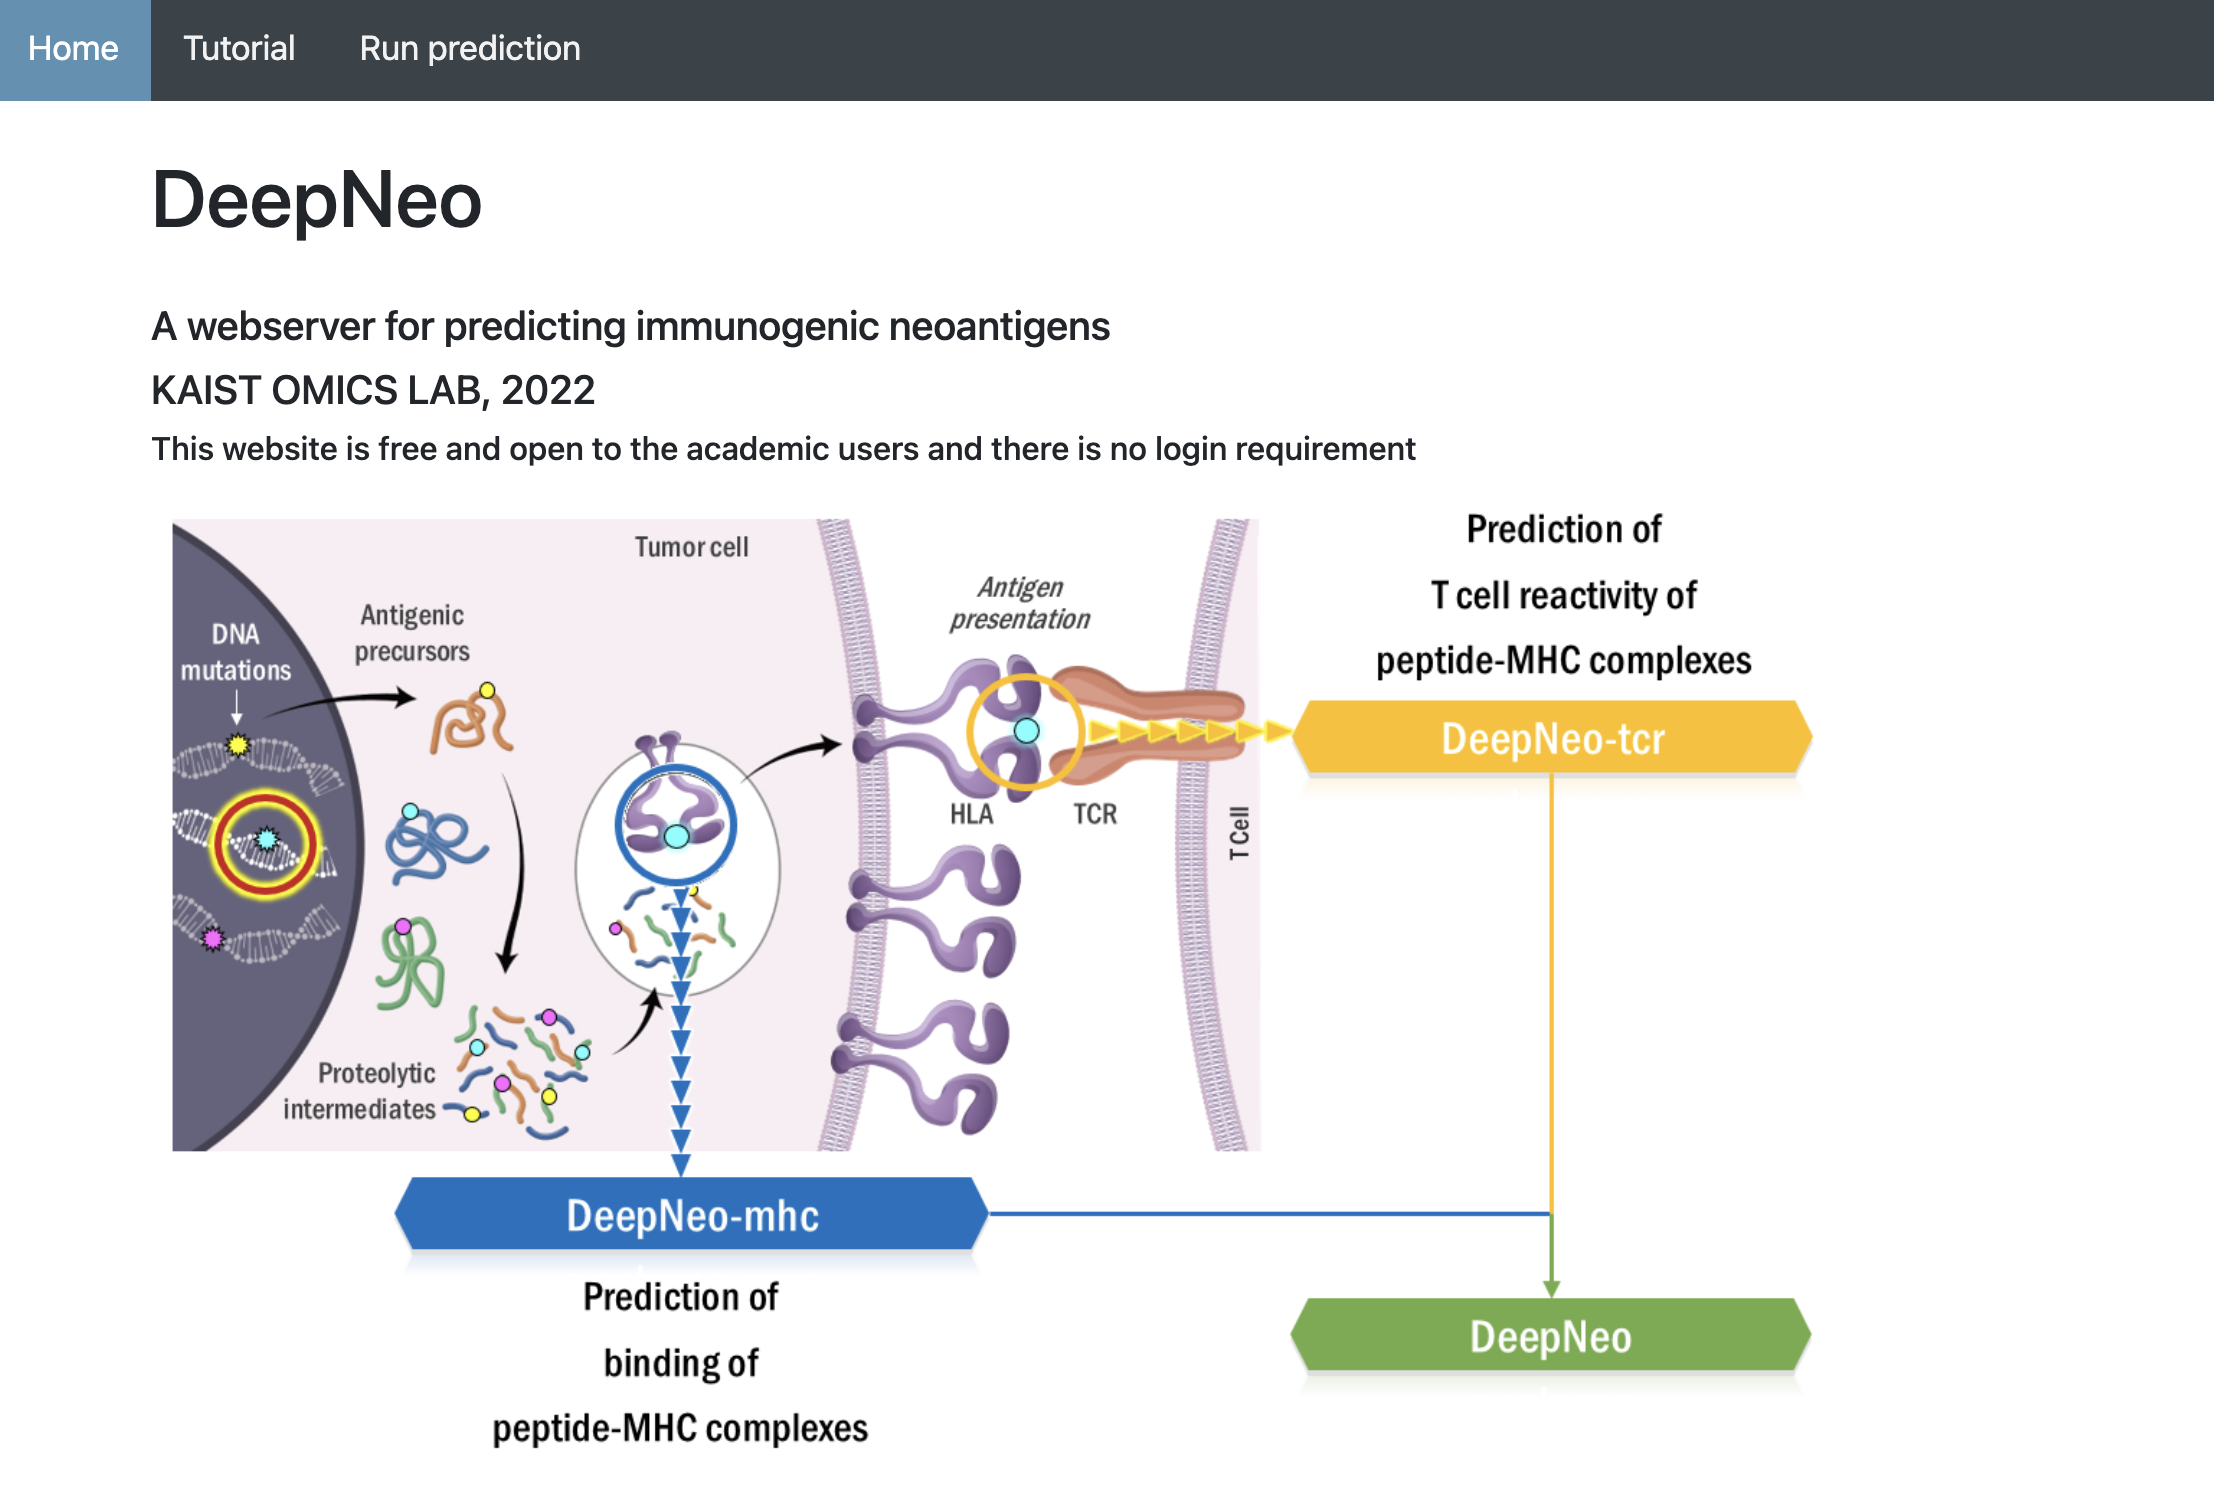 Home
Tutorial
Run prediction
DeepNeo
A webserver for predicting immunogenic neoantigens
KAIST OMICS LAB, 2022
This website is free and open to the academic users and there is no login requirement
Tumor cell
DNA
mutations
Antigenic
precursors
Proteolytic
intermediates
Antigen
presentation
HLA
TCR
T Cell
Prediction of
T cell reactivity of
peptide-MHC complexes
DeepNeo-tcr
DeepNeo-mhc
Prediction of
binding of
peptide-MHC complexes
DeepNeo